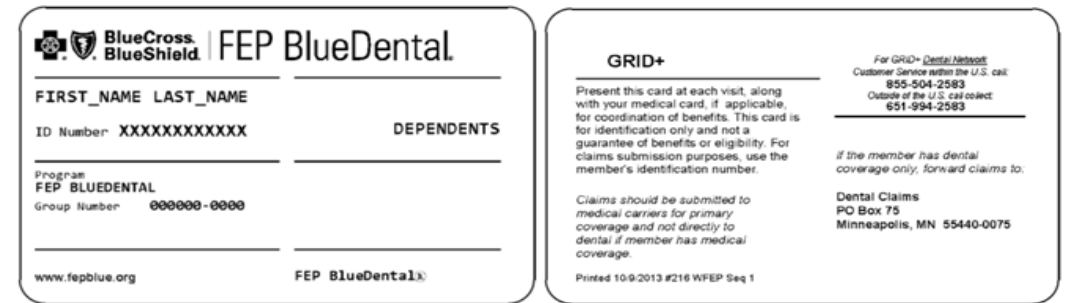 BlueCross BlueShield FEP BlueDental.
FIRST_NAME LAST_NAME
ID Number XXXXXXXXXXXX
DEPENDENTS
Program
FEP BLUEDENTAL
Group Number 000000-0000
www.fepblue.org
FEP BlueDental®
GRID+
Present this card at each visit, along
with your medical card, if applicable,
for coordination of benefits. This card is
for identification only and not a
guarantee of benefits or eligibility. For
claims submission purposes, use the
member's identification number.
Claims should be submitted to
medical carriers for primary
coverage and not directly to
dental if member has medical
coverage.
Printed 10/9/2013 #216 WFEP Seq 1
For GRID+ Dental Network
Customer Service within the U.S. call:
855-504-2583
Outside of the U.S. call collect:
651-994-2583
If the member has dental
coverage only, forward claims to:
Dental Claims
PO Box 75
Minneapolis, MN 55440-0075